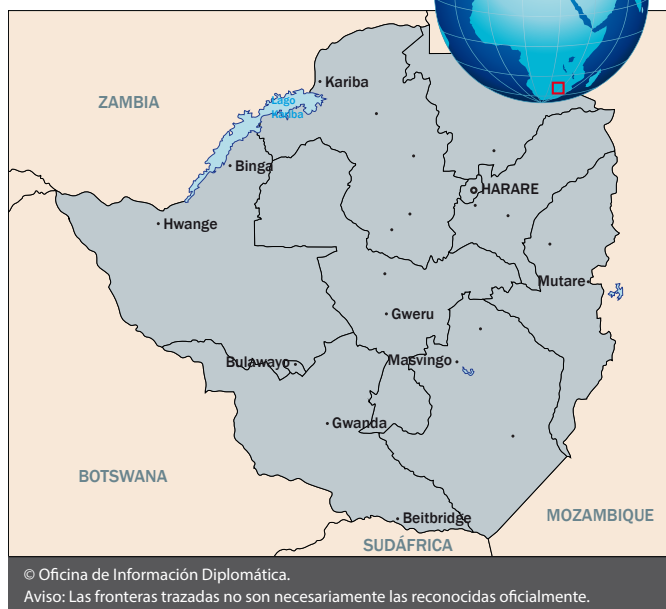 Kariba
ZAMBIA
Lago
Kariba
Binga
HARARE
Hwange
Mutare
Gweru
Bulawayo
Masvingo
Gwanda
BOTSWANA
Beitbridge
MOZAMBIQUE
SUDÁFRICA
© Oficina de Información Diplomática.
Aviso: Las fronteras trazadas no son necesariamente las reconocidas oficialmente.